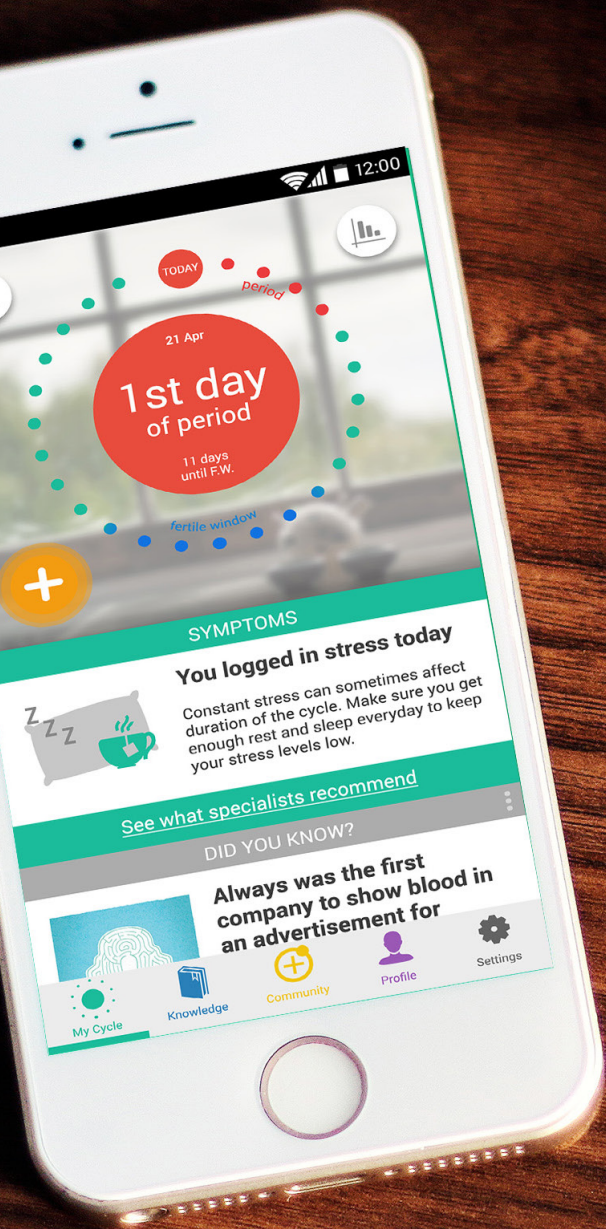 12:00
TODAY
period
21 Apr
1st day
of period
11 days
until F.W.
fertile window
SYMPTOMS
Z
Z
Z
You logged in stress today
Constant stress can sometimes affect
duration of the cycle. Make sure you get
enough rest and sleep everyday to keep
your stress levels low.
See what specialists recommend
DID YOU KNOW?
Always was the first
company to show blood in
an advertisement for
My Cycle
Knowledge
Community
Profile
Settings